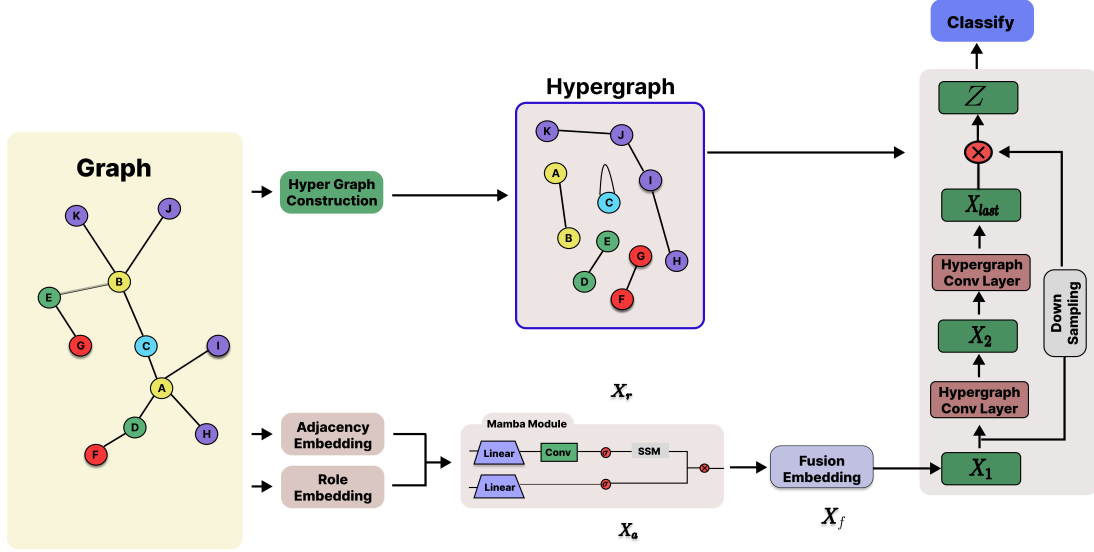 Classify
Z
Hypergraph
K
J
A
I
C
B
E
G
D
H
F
Graph
K
J
B
E
G
C
I
A
D
H
F
Hyper Graph
Construction
X_last
Hypergraph
Conv Layer
X_2
Down
Sampling
Hypergraph
Conv Layer
X_1
X_r
Adjacency
Embedding
Role
Embedding
Mamba Module
Linear
Conv
σ
SSM
Linear
σ
X_a
Fusion
Embedding
X_f